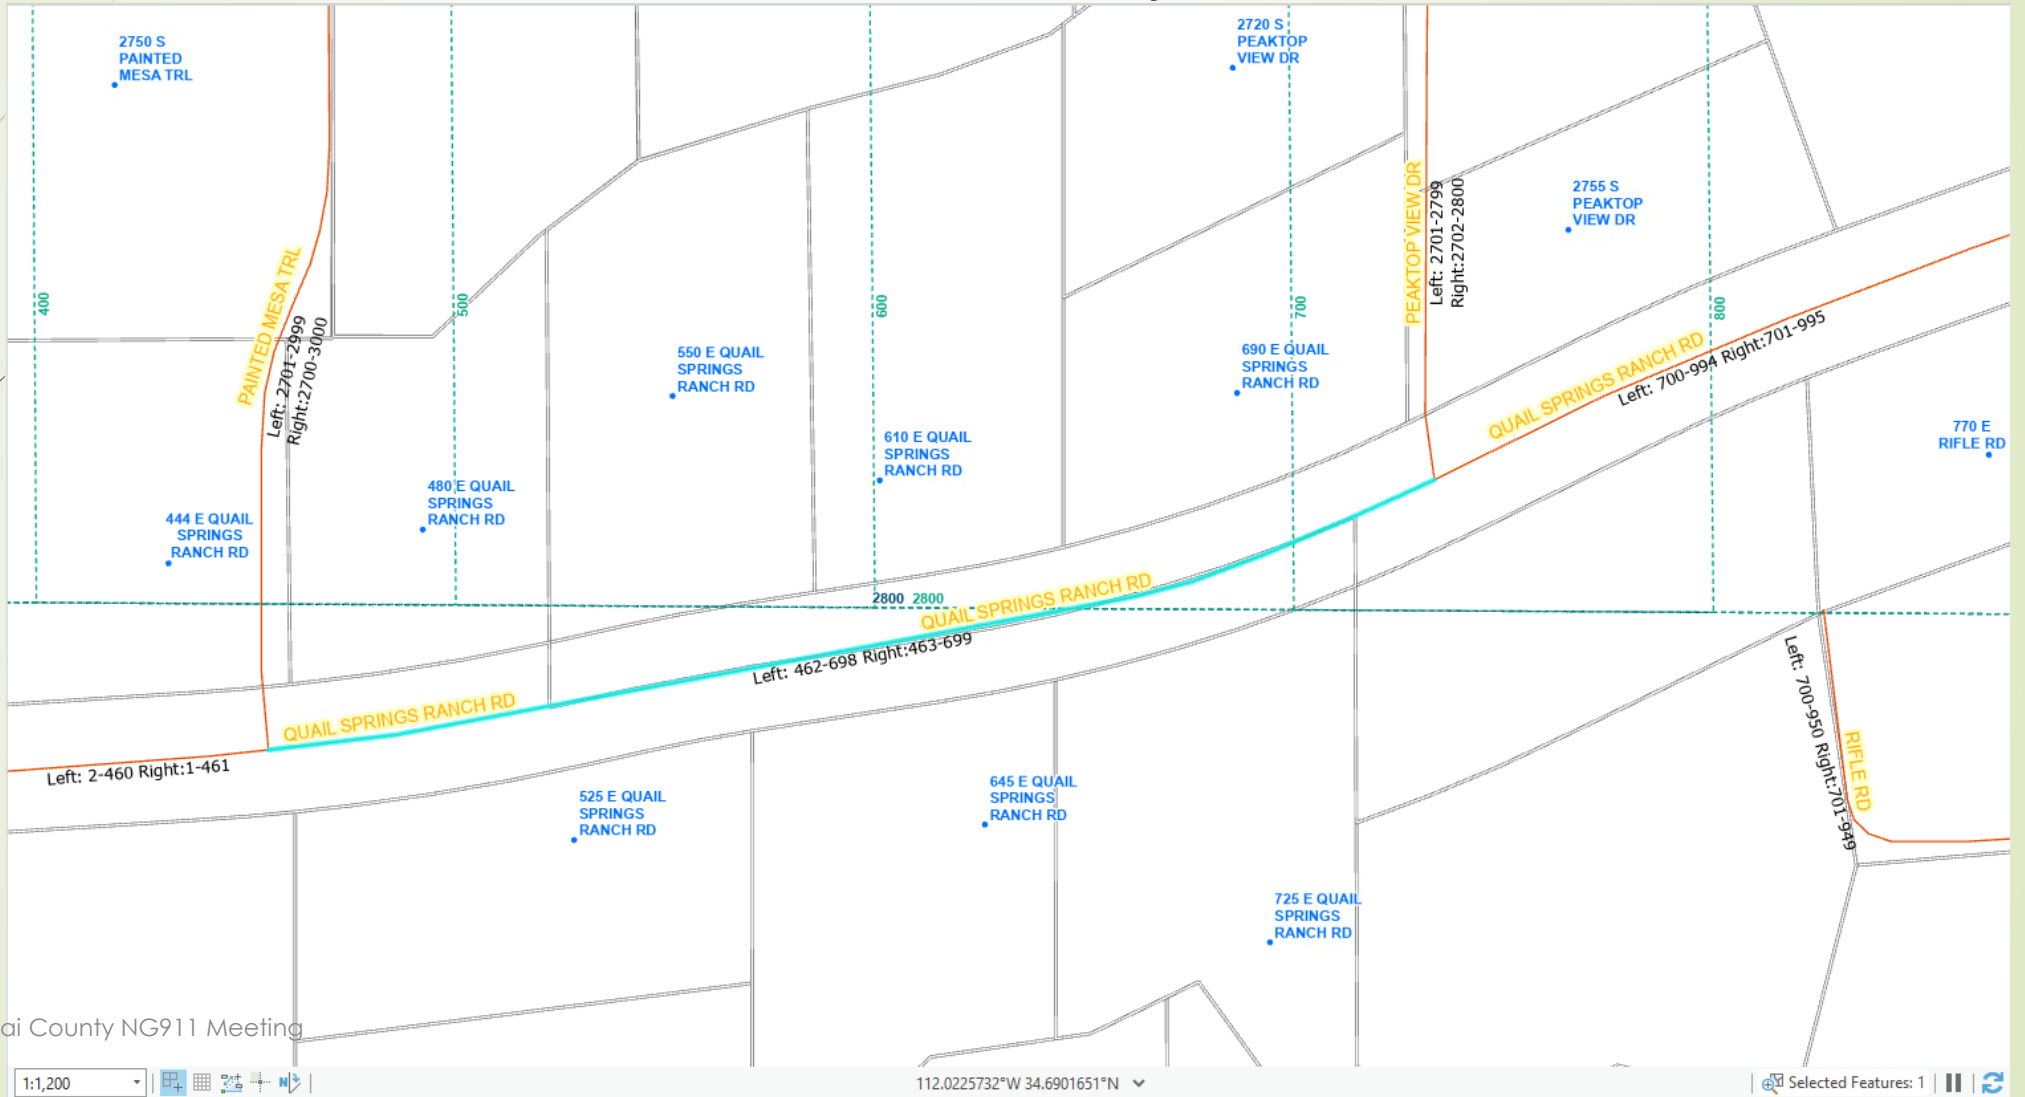 2750 S
PAINTED
MESA TRL
2720 S
PEAKTOP
VIEW DR
2755 S
PEAKTOP
VIEW DR
PEAKTOP VIEW DR
Left: 2701-2799
Right:2702-2800
PAINTED MESA TRL
Left: 2701-2999
Right:2700-3000
400
500
600
700
800
550 E QUAIL
SPRINGS
RANCH RD
690 E QUAIL
SPRINGS
RANCH RD
QUAIL SPRINGS RANCH RD
Left: 700-994 Right:701-995
610 E QUAIL
SPRINGS
RANCH RD
770 E
RIFLE RD
480 E QUAIL
SPRINGS
RANCH RD
444 E QUAIL
SPRINGS
RANCH RD
2800 2800
QUAIL SPRINGS RANCH RD
Left: 462-698 Right:463-699
QUAIL SPRINGS RANCH RD
Left: 2-460 Right:1-461
Left: 700-950 Right:701-949
RIFLE RD
525 E QUAIL
SPRINGS
RANCH RD
645 E QUAIL
SPRINGS
RANCH RD
725 E QUAIL
SPRINGS
RANCH RD
ai County NG911 Meeting
1:1,200
112.0225732°W 34.6901651°N
Selected Features: 1